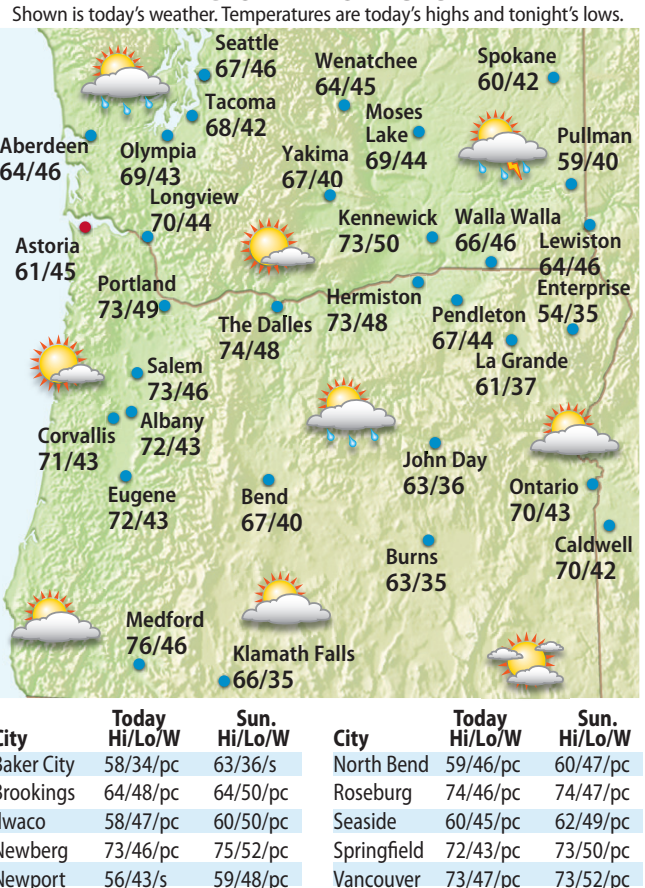 Shown is today's weather. Temperatures are today's highs and tonight's lows.
Seattle
67/46
Wenatchee
64/45
Spokane
60/42
Tacoma
68/42
Moses
Lake
69/44
Pullman
59/40
Aberdeen
64/46
Olympia
69/43
Yakima
67/40
Longview
70/44
Kennewick
73/50
Walla Walla
66/46
Lewiston
64/46
Astoria
61/45
Enterprise
54/35
Portland
73/49
Hermiston
73/48
Pendleton
67/44
The Dalles
74/48
La Grande
61/37
Salem
73/46
Albany
72/43
Corvallis
71/43
John Day
63/36
Eugene
72/43
Bend
67/40
Ontario
70/43
Burns
63/35
Caldwell
70/42
Medford
76/46
Klamath Falls
66/35
Today Sun.
City Hi/Lo/W Hi/Lo/W
Baker City 58/34/pc 63/36/s
Brookings 64/48/pc 64/50/pc
Ilwaco 58/47/pc 60/50/pc
Newberg 73/46/pc 75/52/pc
Newport 56/43/s 59/48/pc
Today Sun.
City Hi/Lo/W Hi/Lo/W
North Bend 59/46/pc 60/47/pc
Roseburg 74/46/pc 74/47/pc
Seaside 60/45/pc 62/49/pc
Springfield 72/43/pc 73/50/pc
Vancouver 73/47/pc 73/52/pc